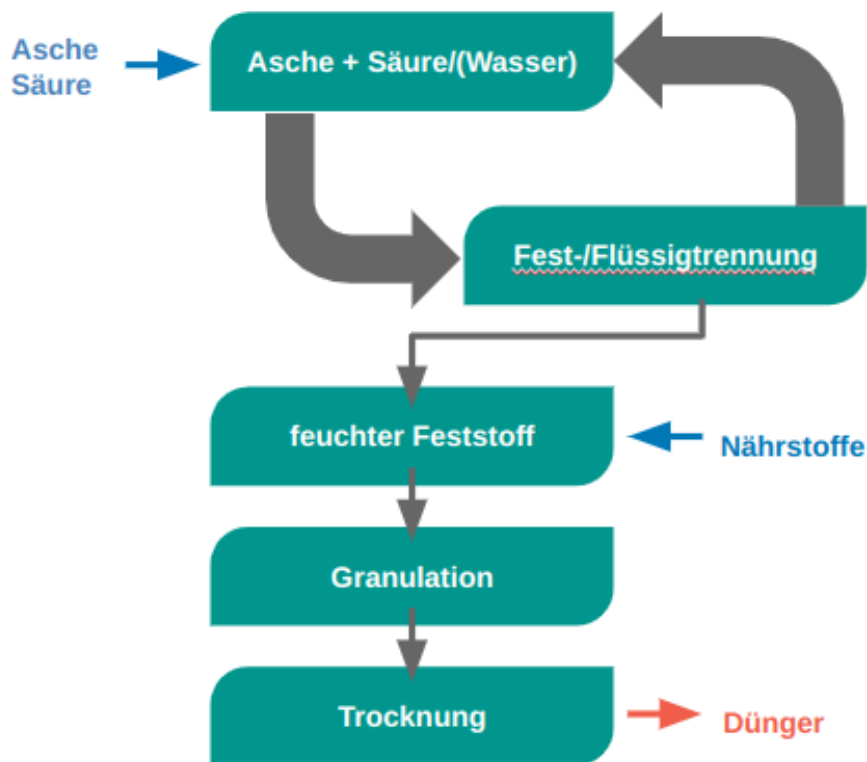 Asche
Säure
Asche + Säure/(Wasser)
Fest-/Flüssigtrennung
feuchter Feststoff
Nährstoffe
Granulation
Trocknung
Dünger